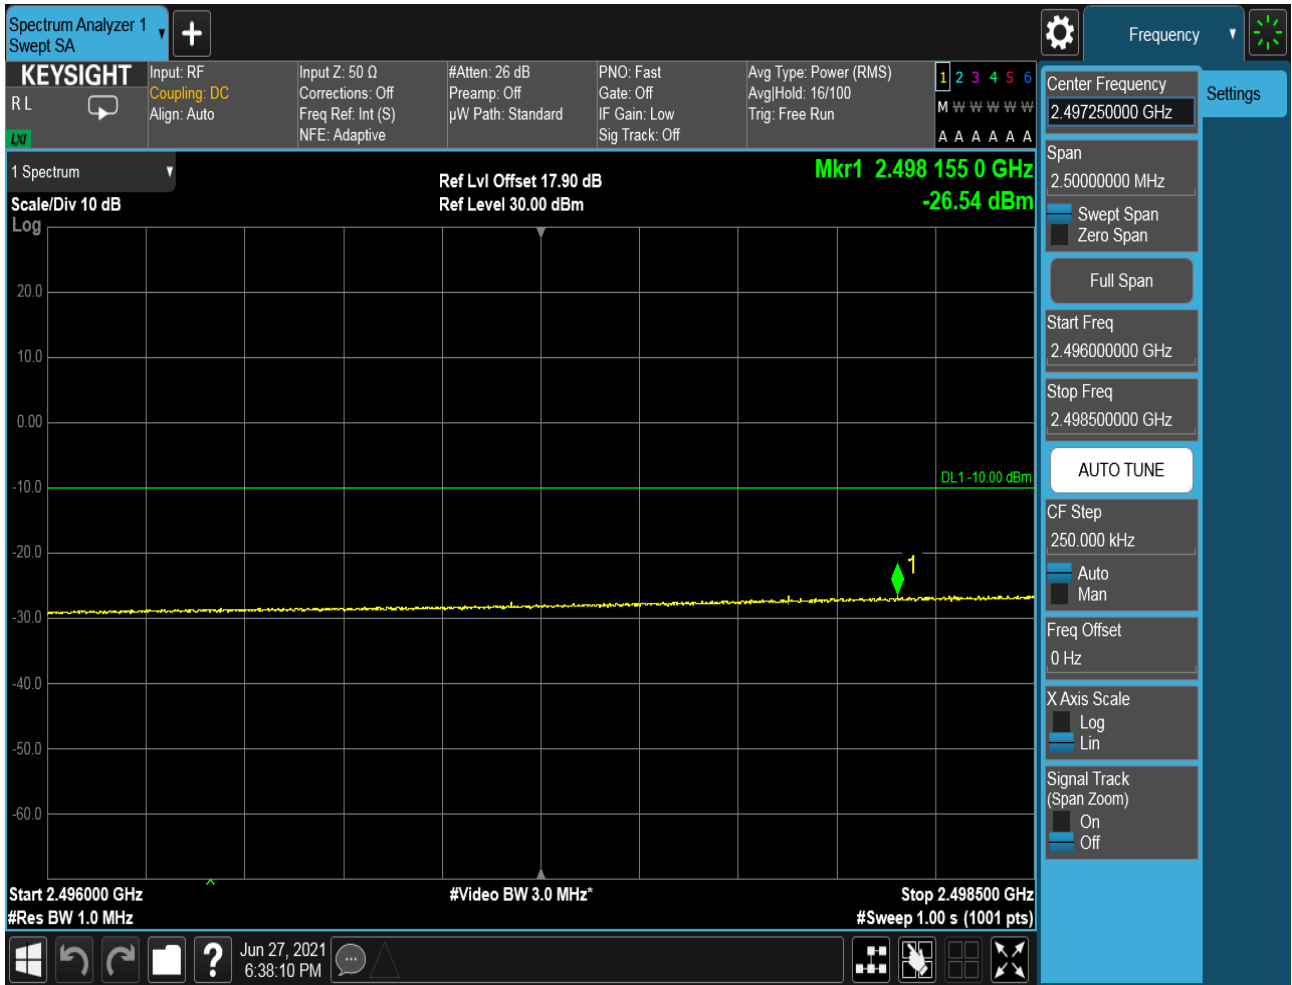 Spectrum Analyzer 1
Swept SA
+
Frequency
KEYSIGHT
R L
LXI
Input: RF
Coupling: DC
Align: Auto
Input Z: 50 Ω
Corrections: Off
Freq Ref: Int (S)
NFE: Adaptive
#Atten: 26 dB
Preamp: Off
µW Path: Standard
PNO: Fast
Gate: Off
IF Gain: Low
Sig Track: Off
Avg Type: Power (RMS)
Avg|Hold: 16/100
Trig: Free Run
1 2 3 4 5 6
M W W W W W
A A A A A A
1 Spectrum
Scale/Div 10 dB
Log
Ref Lvl Offset 17.90 dB
Ref Level 30.00 dBm
Mkr1 2.498 155 0 GHz
-26.54 dBm
20.0
10.0
0.00
-10.0
-20.0
-30.0
-40.0
-50.0
-60.0
DL1 -10.00 dBm
1
Start 2.496000 GHz
#Res BW 1.0 MHz
#Video BW 3.0 MHz*
Stop 2.498500 GHz
#Sweep 1.00 s (1001 pts)
?
Jun 27, 2021
6:38:10 PM
Center Frequency
2.497250000 GHz
Settings
Span
2.50000000 MHz
Swept Span
Zero Span
Full Span
Start Freq
2.496000000 GHz
Stop Freq
2.498500000 GHz
AUTO TUNE
CF Step
250.000 kHz
Auto
Man
Freq Offset
0 Hz
X Axis Scale
Log
Lin
Signal Track
(Span Zoom)
On
Off